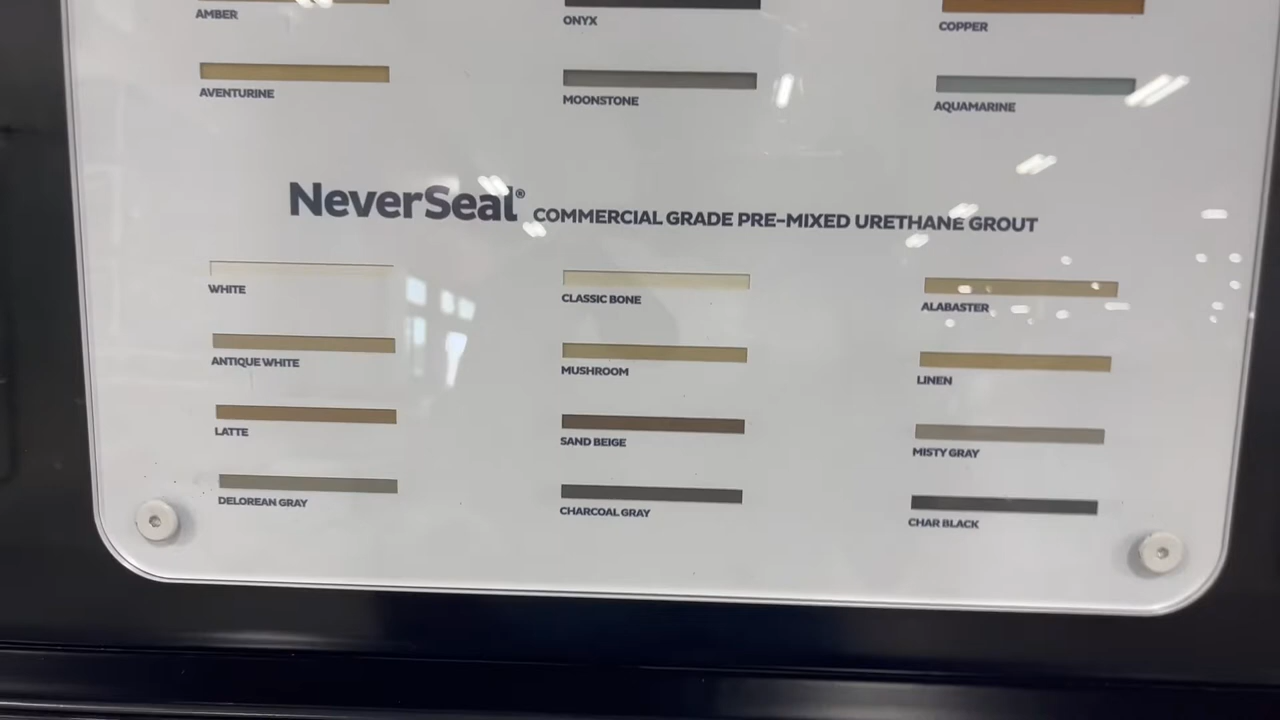 AMBER
ONYX
COPPER
AVENTURINE
MOONSTONE
AQUAMARINE
NeverSeal® COMMERCIAL GRADE PRE-MIXED URETHANE GROUT
WHITE
CLASSIC BONE
ALABASTER
ANTIQUE WHITE
MUSHROOM
LINEN
LATTE
SAND BEIGE
MISTY GRAY
DELOREAN GRAY
CHARCOAL GRAY
CHAR BLACK